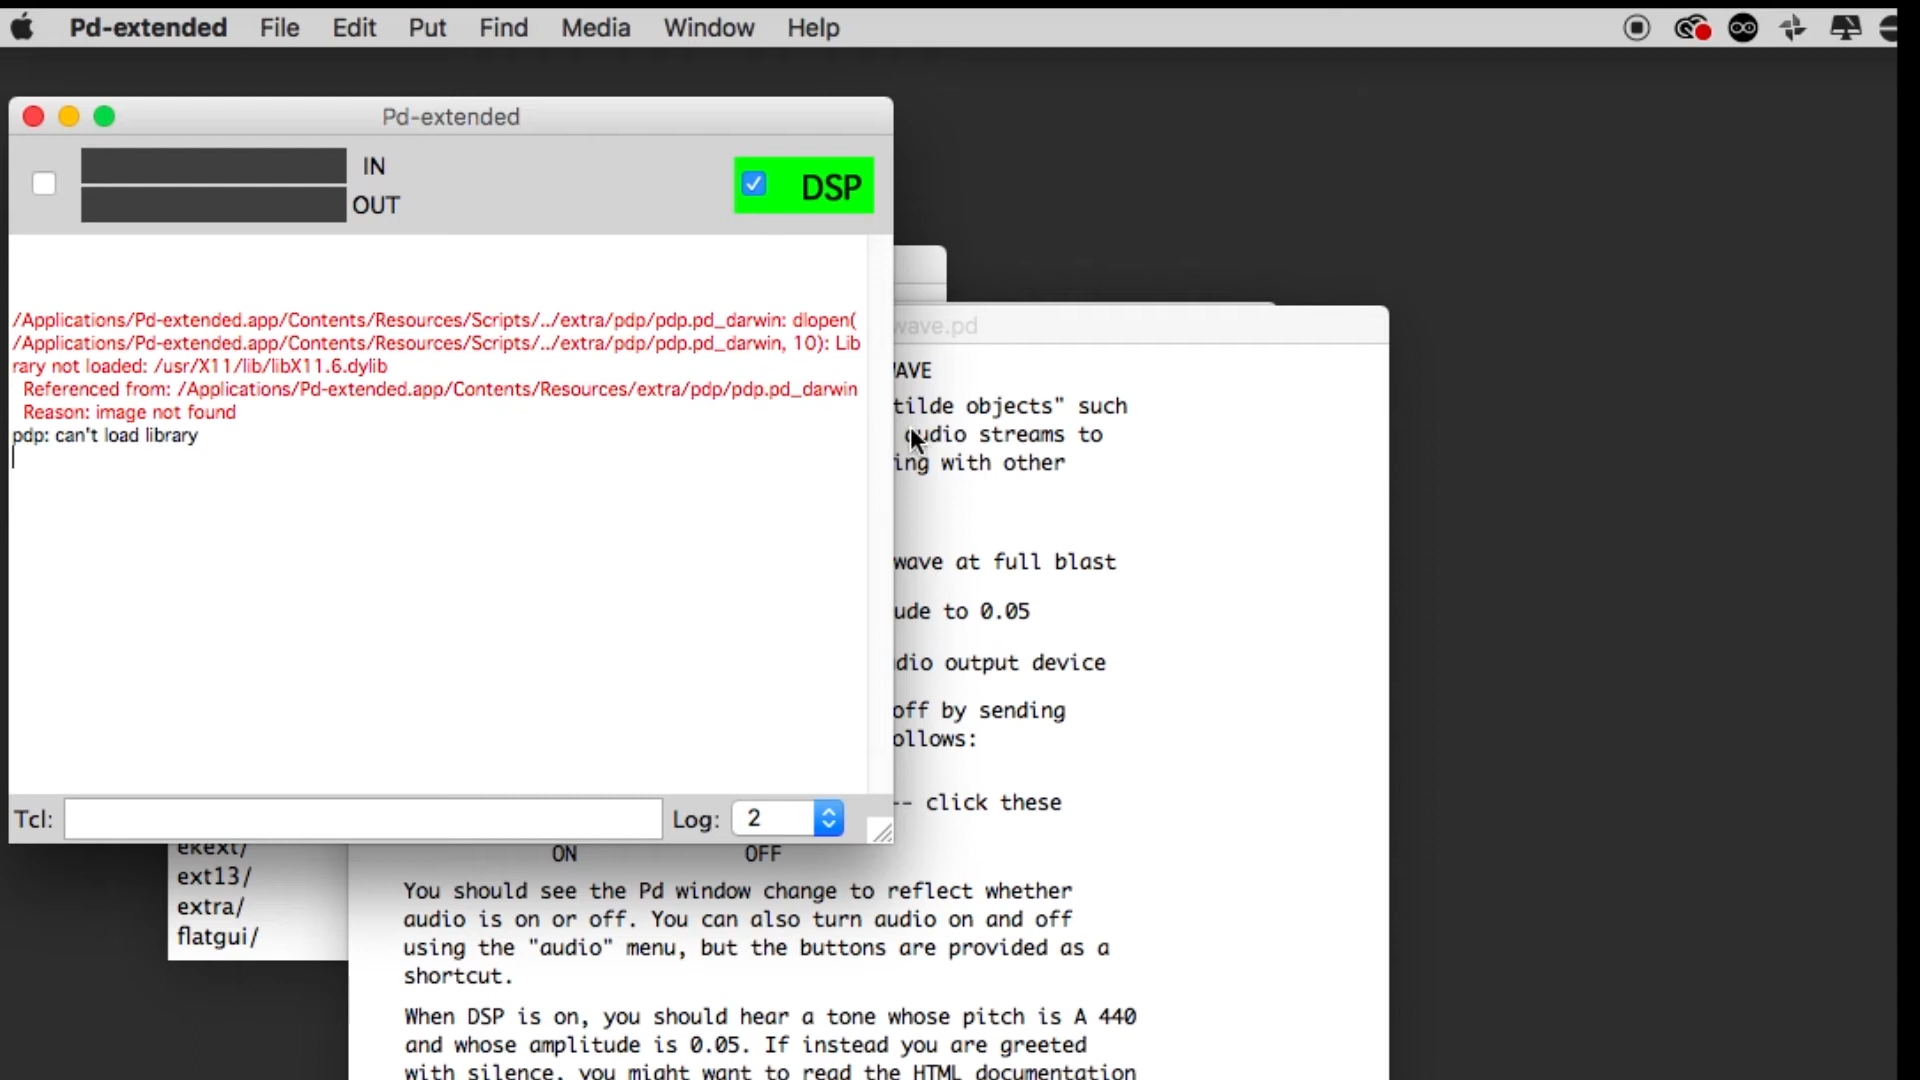 Pd-extended File Edit Put Find Media Window Help
Pd-extended
IN
OUT
DSP
/Applications/Pd-extended.app/Contents/Resources/Scripts/../extra/pdp/pdp.pd_darwin: dlopen(
/Applications/Pd-extended.app/Contents/Resources/Scripts/../extra/pdp/pdp.pd_darwin, 10): Lib
rary not loaded: /usr/X11/lib/libX11.6.dylib
Referenced from: /Applications/Pd-extended.app/Contents/Resources/extra/pdp/pdp.pd_darwin
Reason: image not found
pdp: can't load library
Tcl:
Log: 2
wave.pd
AVE
tilde objects" such
audio streams to
ing with other
wave at full blast
ude to 0.05
dio output device
off by sending
ollows:
-- click these
ON OFF
You should see the Pd window change to reflect whether
audio is on or off. You can also turn audio on and off
using the "audio" menu, but the buttons are provided as a
shortcut.
When DSP is on, you should hear a tone whose pitch is A 440
and whose amplitude is 0.05. If instead you are greeted
with silence, you might want to read the HTML documentation
ekext/
ext13/
extra/
flatgui/